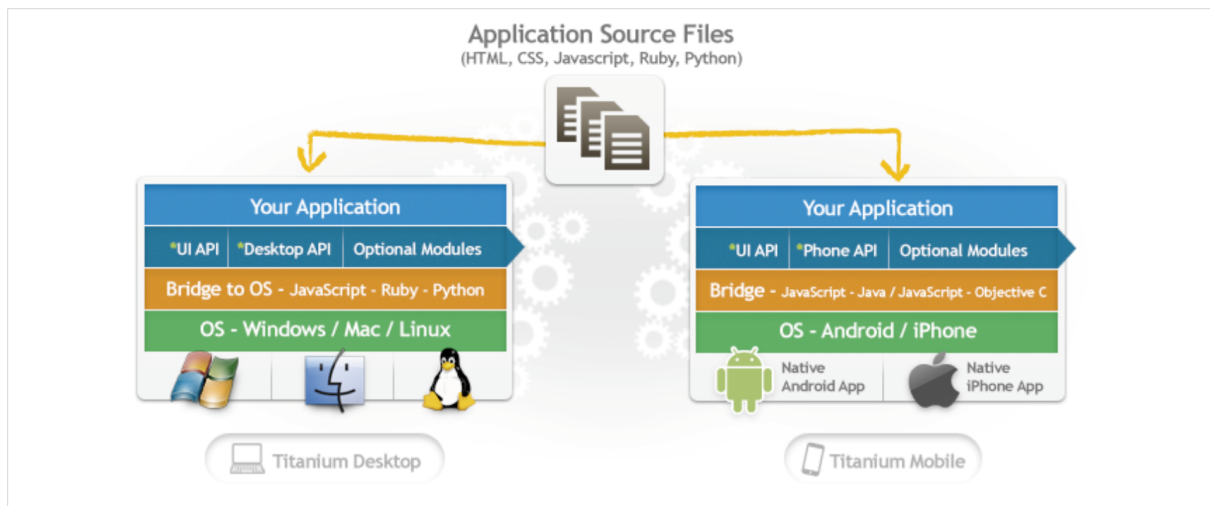 Application Source Files
(HTML, CSS, Javascript, Ruby, Python)
Your Application
*UI API *Desktop API Optional Modules
Bridge to OS - JavaScript - Ruby - Python
OS - Windows / Mac / Linux
Titanium Desktop
Your Application
*UI API *Phone API Optional Modules
Bridge - JavaScript - Java / JavaScript - Objective C
OS - Android / iPhone
Native
Android App
Native
iPhone App
Titanium Mobile